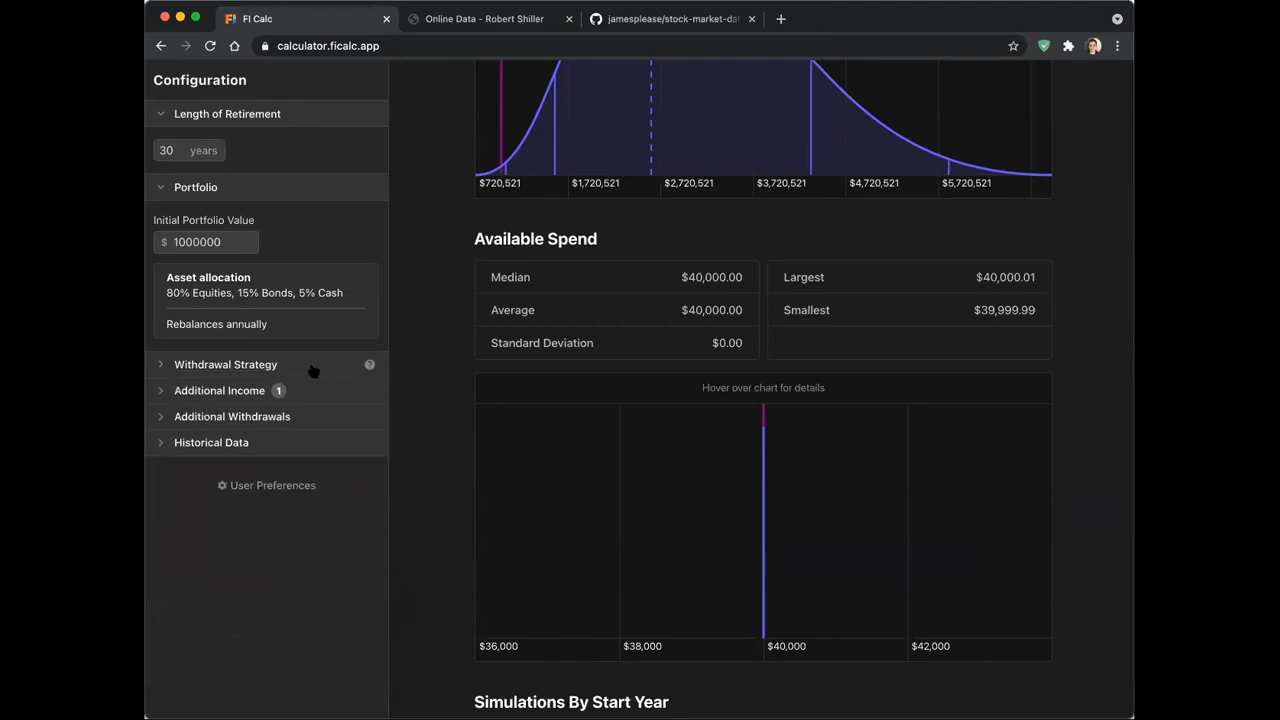 FI Calc
Online Data - Robert Shiller
jamesplease/stock-market-da
calculator.ficalc.app
Configuration
Length of Retirement
30 years
Portfolio
Initial Portfolio Value
$ 1000000
Asset allocation
80% Equities, 15% Bonds, 5% Cash
Rebalances annually
Withdrawal Strategy ?
Additional Income 1
Additional Withdrawals
Historical Data
User Preferences
$720,521 $1,720,521 $2,720,521 $3,720,521 $4,720,521 $5,720,521
Available Spend
Median $40,000.00 Largest $40,000.01
Average $40,000.00 Smallest $39,999.99
Standard Deviation $0.00
Hover over chart for details
$36,000 $38,000 $40,000 $42,000
Simulations By Start Year